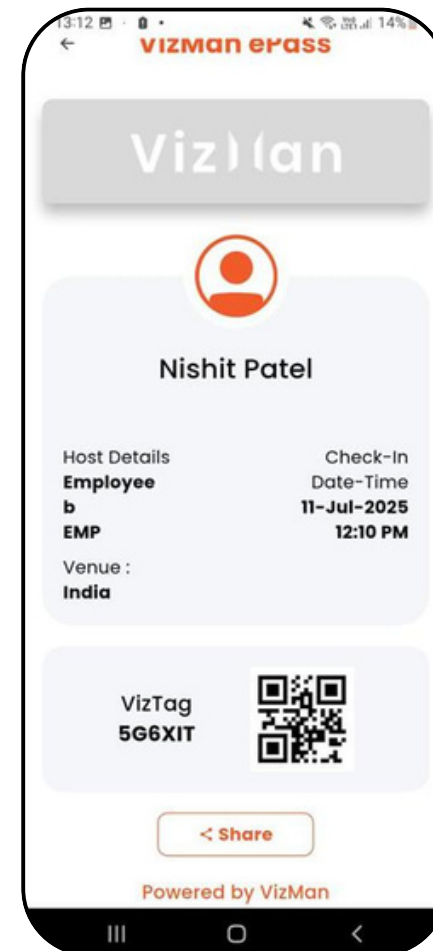 13:12 14%
VizMan ePass
VizMan
Nishit Patel
Host Details
Employee
b
EMP
Venue :
India
Check-In
Date-Time
11-Jul-2025
12:10 PM
VizTag
5G6XIT
Share
Powered by VizMan